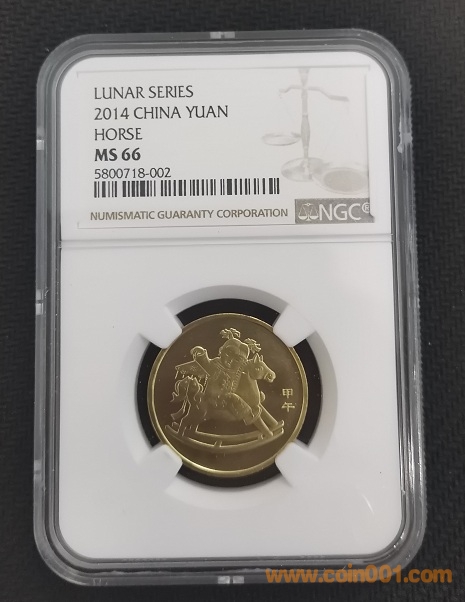 LUNAR SERIES
2014 CHINA YUAN
HORSE
MS 66
5800718-002
NUMISMATIC GUARANTY CORPORATION
NGC
甲午
www.coin001.com